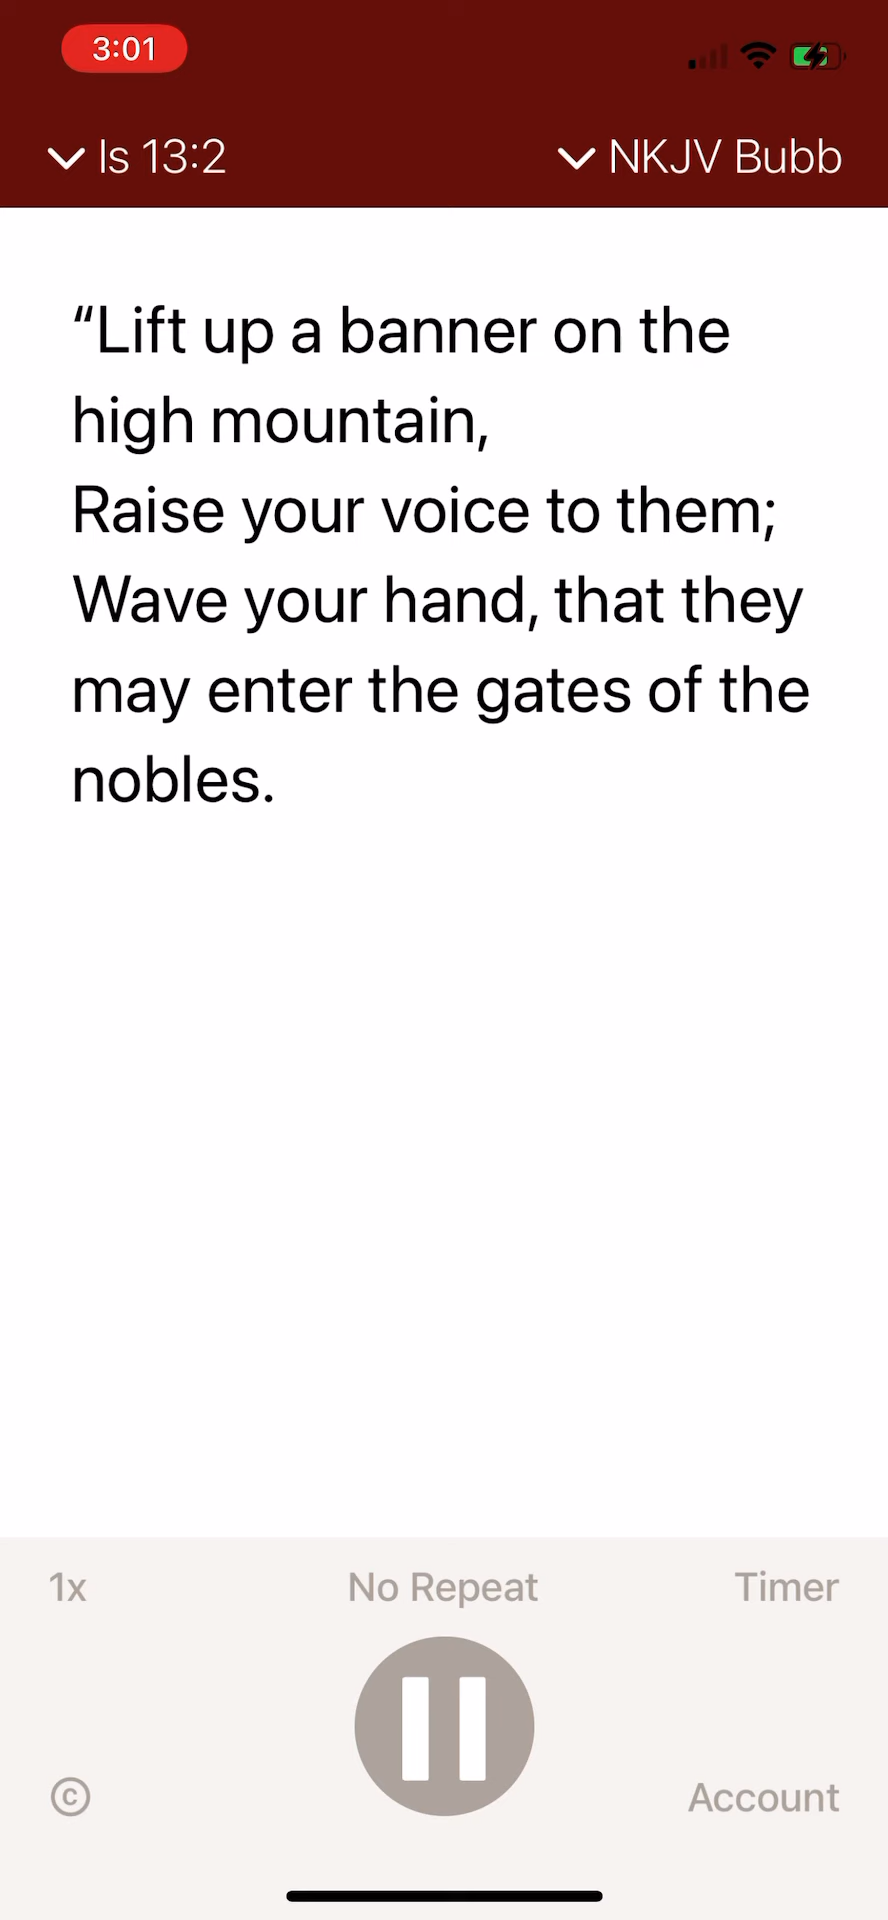 3:01
Is 13:2
NKJV Bubb
“Lift up a banner on the
high mountain,
Raise your voice to them;
Wave your hand, that they
may enter the gates of the
nobles.
1x
No Repeat
Timer
©
Account